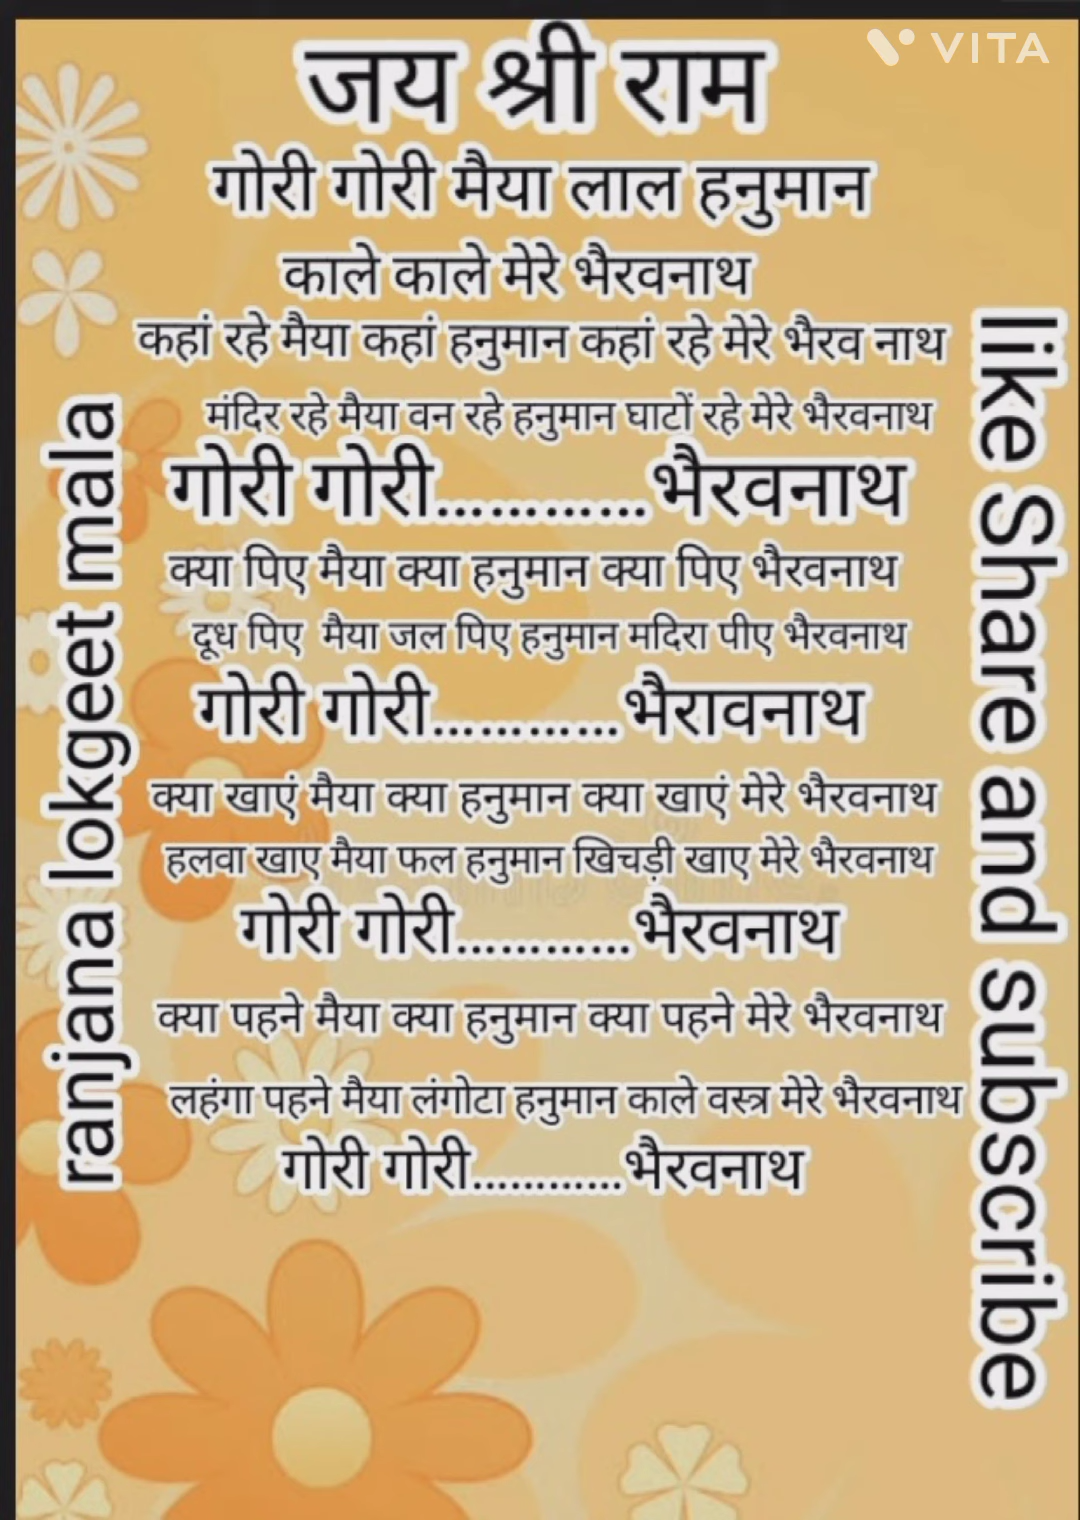 VITA
जय श्री राम
गोरी गोरी मैया लाल हनुमान
काले काले मेरे भैरवनाथ
कहां रहे मैया कहां हनुमान कहां रहे मेरे भैरव नाथ
मंदिर रहे मैया वन रहे हनुमान घाटों रहे मेरे भैरवनाथ
गोरी गोरी............भैरवनाथ
क्या पिए मैया क्या हनुमान क्या पिए भैरवनाथ
दूध पिए मैया जल पिए हनुमान मदिरा पीए भैरवनाथ
गोरी गोरी............भैरावनाथ
क्या खाएं मैया क्या हनुमान क्या खाएं मेरे भैरवनाथ
हलवा खाए मैया फल हनुमान खिचड़ी खाए मेरे भैरवनाथ
गोरी गोरी............भैरवनाथ
क्या पहने मैया क्या हनुमान क्या पहने मेरे भैरवनाथ
लहंगा पहने मैया लंगोटा हनुमान काले वस्त्र मेरे भैरवनाथ
गोरी गोरी............भैरवनाथ
ranjana lokgeet mala
like Share and subscribe